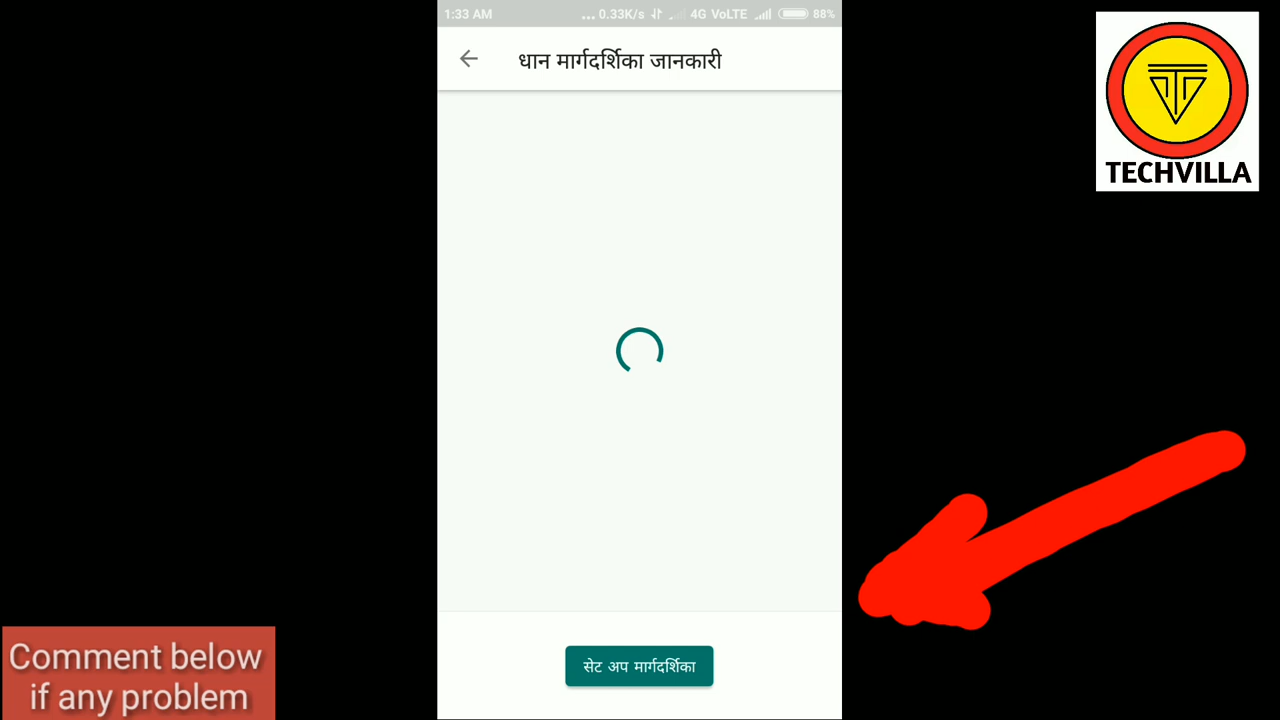 1:33 AM ... 0.33K/s 4G VoLTE 88%
धान मार्गदर्शिका जानकारी
TECHVILLA
सेट अप मार्गदर्शिका
Comment below
if any problem